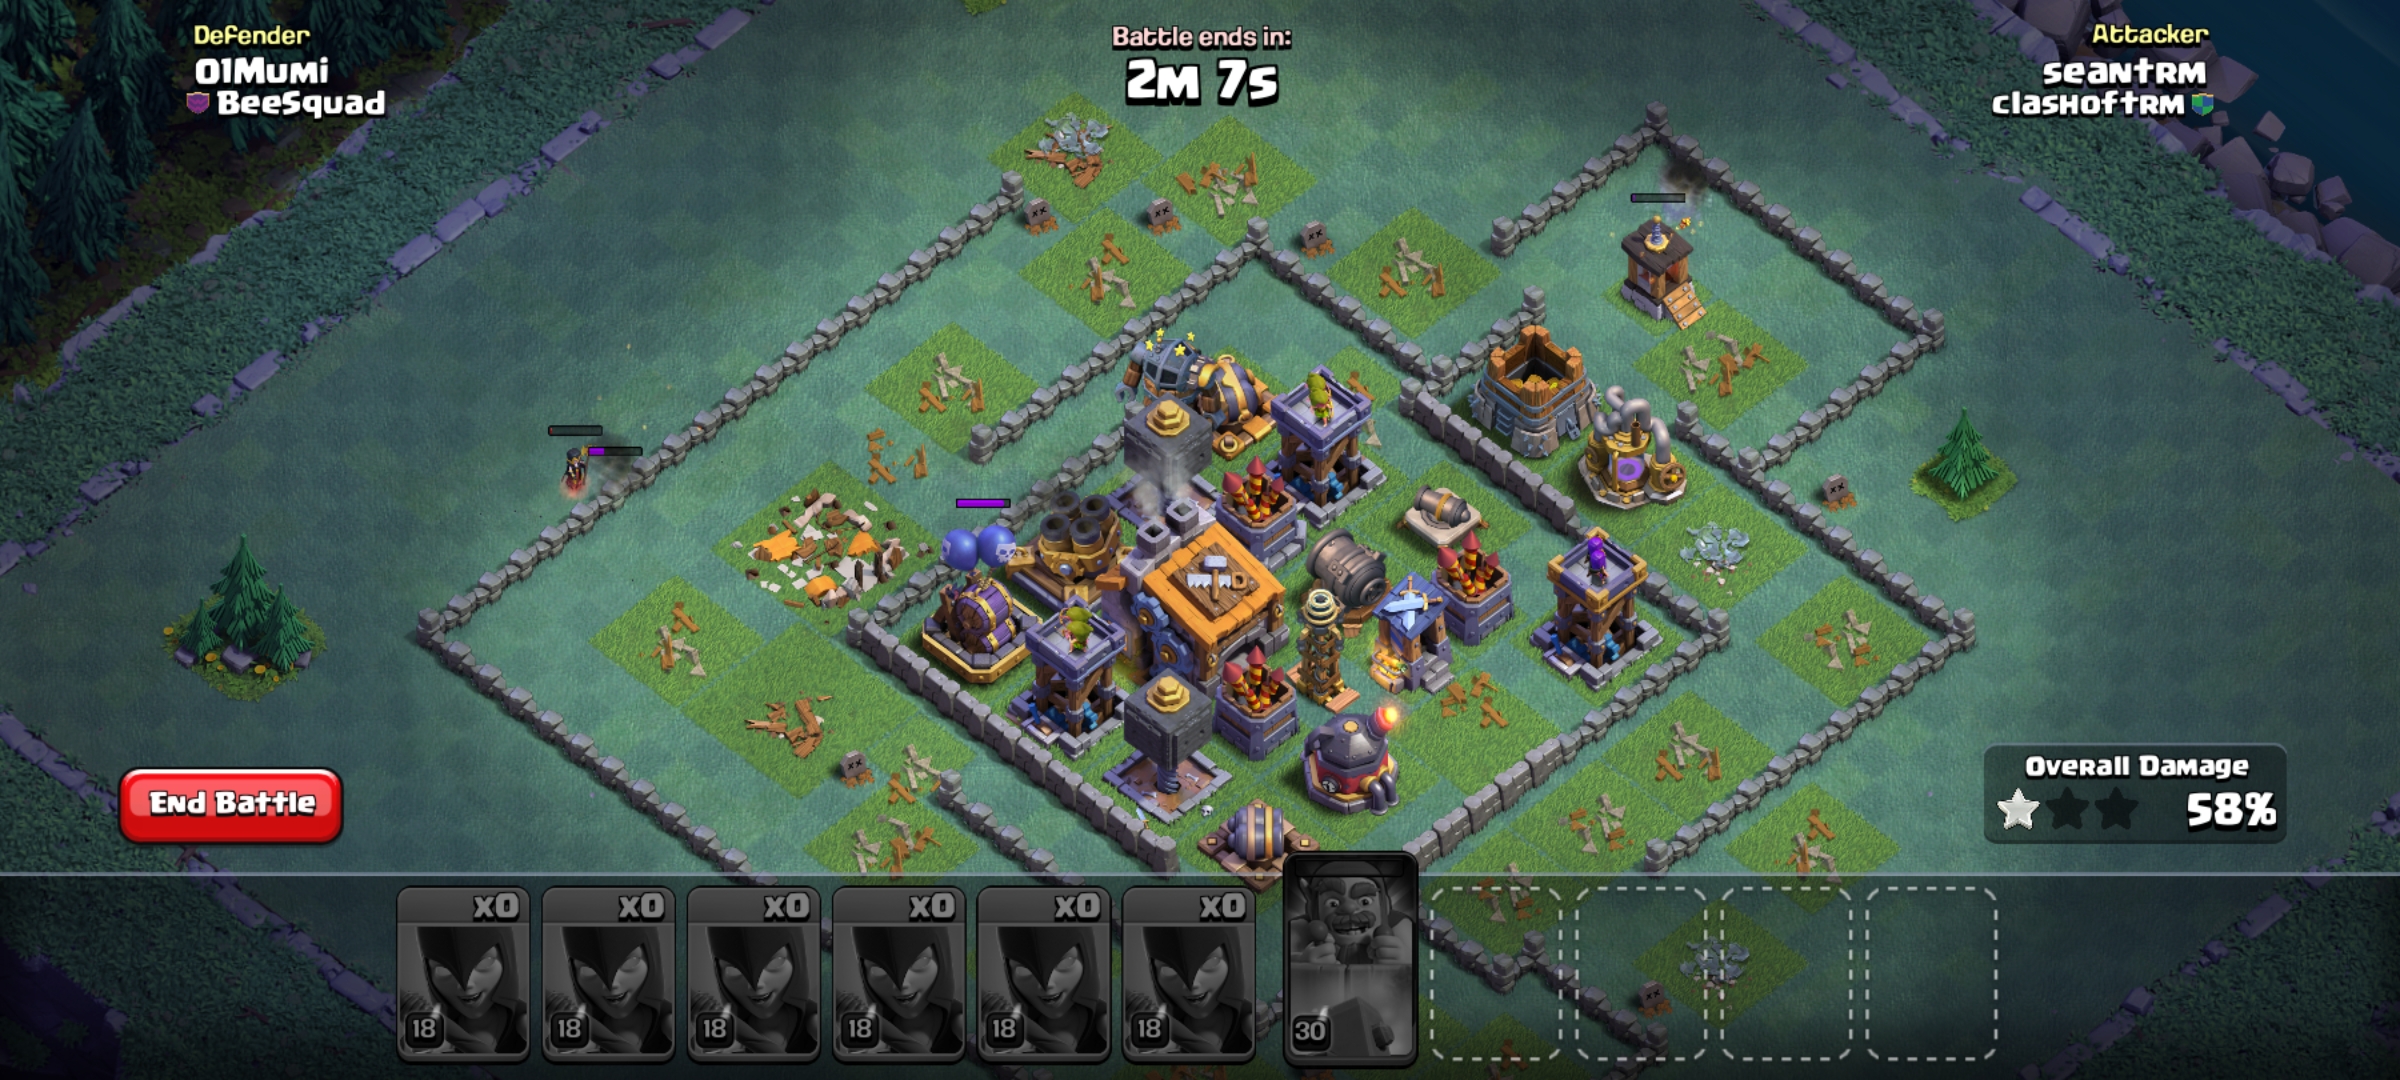 Defender
01Mumi
BeeSquad
Battle ends in:
2M 7s
Attacker
seantRM
clashoftRM
End Battle
Overall Damage
58%
x0
x0
x0
x0
x0
x0
18
18
18
18
18
18
30